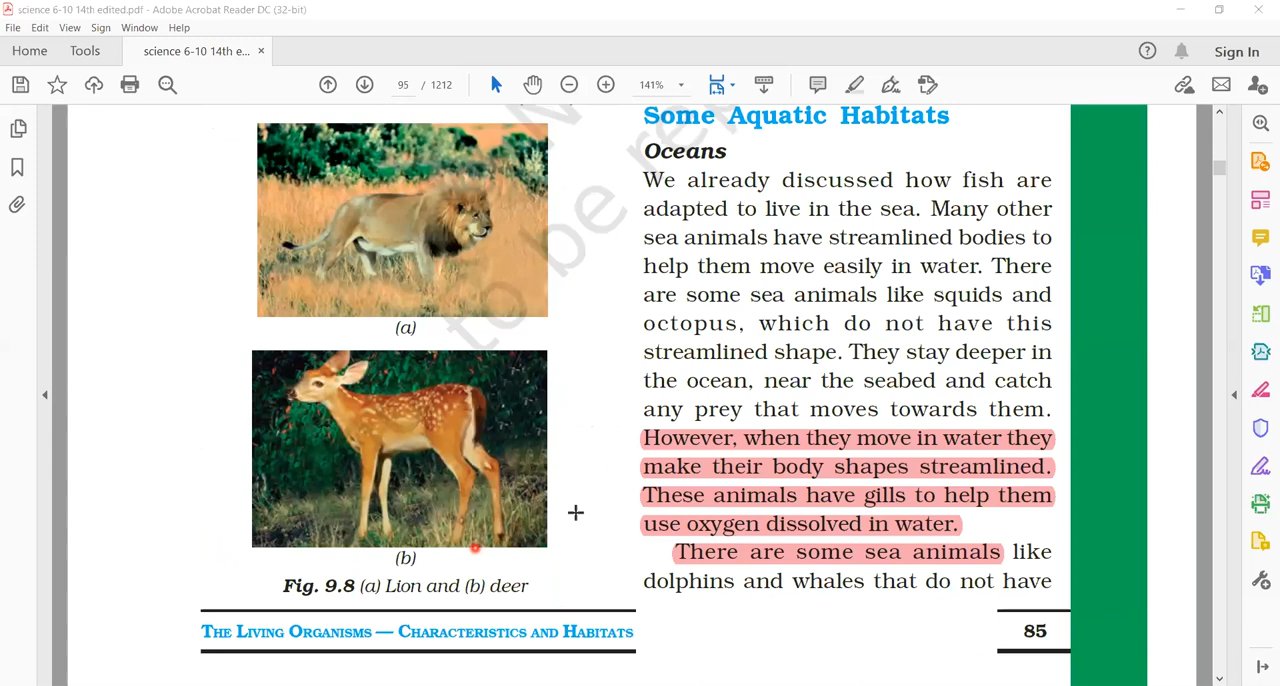 science 6-10 14th edited.pdf - Adobe Acrobat Reader DC (32-bit)
File Edit View Sign Window Help
Home Tools science 6-10 14th e... × Sign In
95 / 1212 141%
to be re
Some Aquatic Habitats
Oceans
We already discussed how fish are
adapted to live in the sea. Many other
sea animals have streamlined bodies to
help them move easily in water. There
are some sea animals like squids and
octopus, which do not have this
streamlined shape. They stay deeper in
the ocean, near the seabed and catch
any prey that moves towards them.
However, when they move in water they
make their body shapes streamlined.
These animals have gills to help them
use oxygen dissolved in water.
There are some sea animals like
dolphins and whales that do not have
(a)
(b)
Fig. 9.8 (a) Lion and (b) deer
THE LIVING ORGANISMS — CHARACTERISTICS AND HABITATS
85